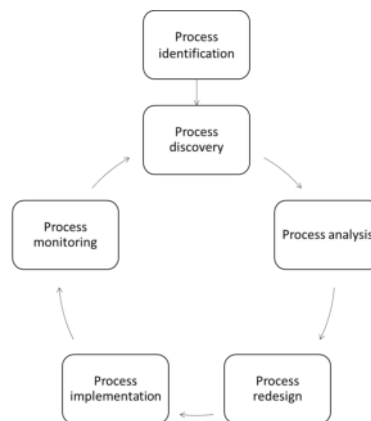 Process
identification
Process
discovery
Process analysis
Process
redesign
Process
implementation
Process
monitoring